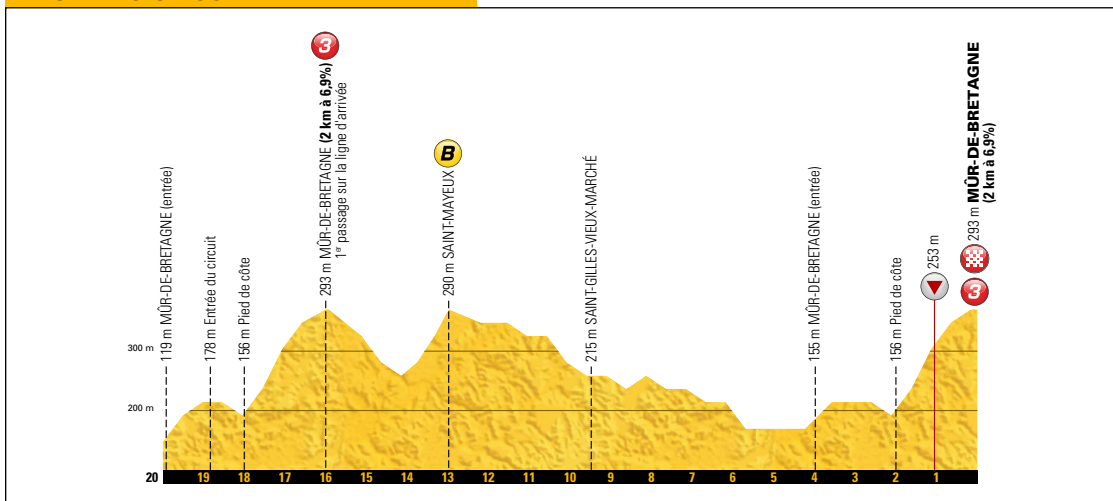 119 m MÛR-DE-BRETAGNE (entrée)
178 m Entrée du circuit
156 m Pied de côte
3
293 m MÛR-DE-BRETAGNE (2 km à 6,9%)
1er passage sur la ligne d'arrivée
B
290 m SAINT-MAYEUX
215 m SAINT-GILLES-VIEUX-MARCHÉ
155 m MÛR-DE-BRETAGNE (entrée)
156 m Pied de côte
253 m
293 m MÛR-DE-BRETAGNE
(2 km à 6,9%)
3
300 m
200 m
20 19 18 17 16 15 14 13 12 11 10 9 8 7 6 5 4 3 2 1